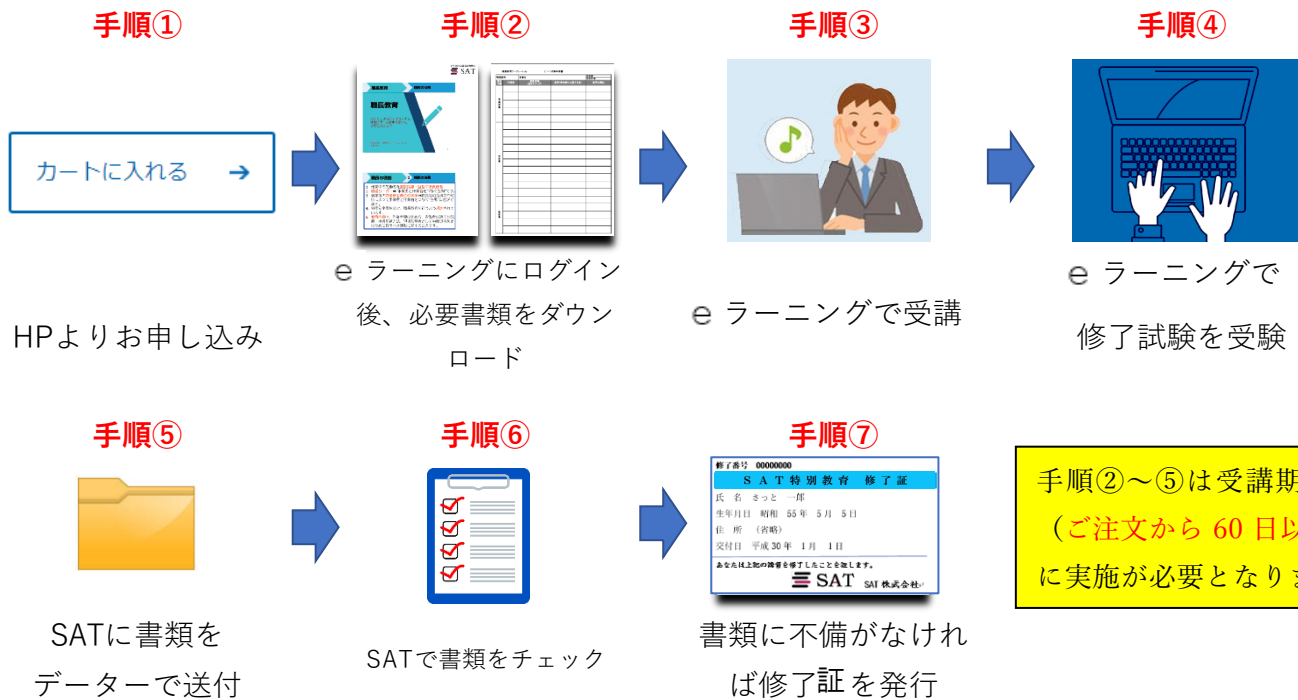 手順①
手順②
手順③
手順④
SAT
職長教育
カートに入れる →
e ラーニングにログイン
後、必要書類をダウン
ロード
HPよりお申し込み
e ラーニングで受講
e ラーニングで
修了試験を受験
手順⑤
手順⑥
手順⑦
修了番号 00000000
SAT特別教育 修了証
氏 名 さっと 一郎
生年月日 昭和 55年 5月 5日
住 所 (省略)
交付日 平成30年 1月 1日
あなたは上記の講習を修了したことを証します。
SAT SAT 株式会社
手順②～⑤は受講期
（ご注文から 60 日以
に実施が必要となりま
SATに書類を
データーで送付
SATで書類をチェック
書類に不備がなけれ
ば修了証を発行